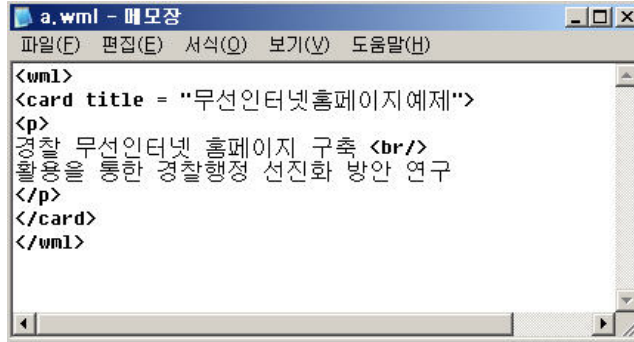 a.wml - 메모장
파일(F) 편집(E) 서식(O) 보기(V) 도움말(H)
<wml>
<card title = "무선인터넷홈페이지예제">
<p>
경찰 무선인터넷 홈페이지 구축 <br/>
활용을 통한 경찰행정 선진화 방안 연구
</p>
</card>
</wml>